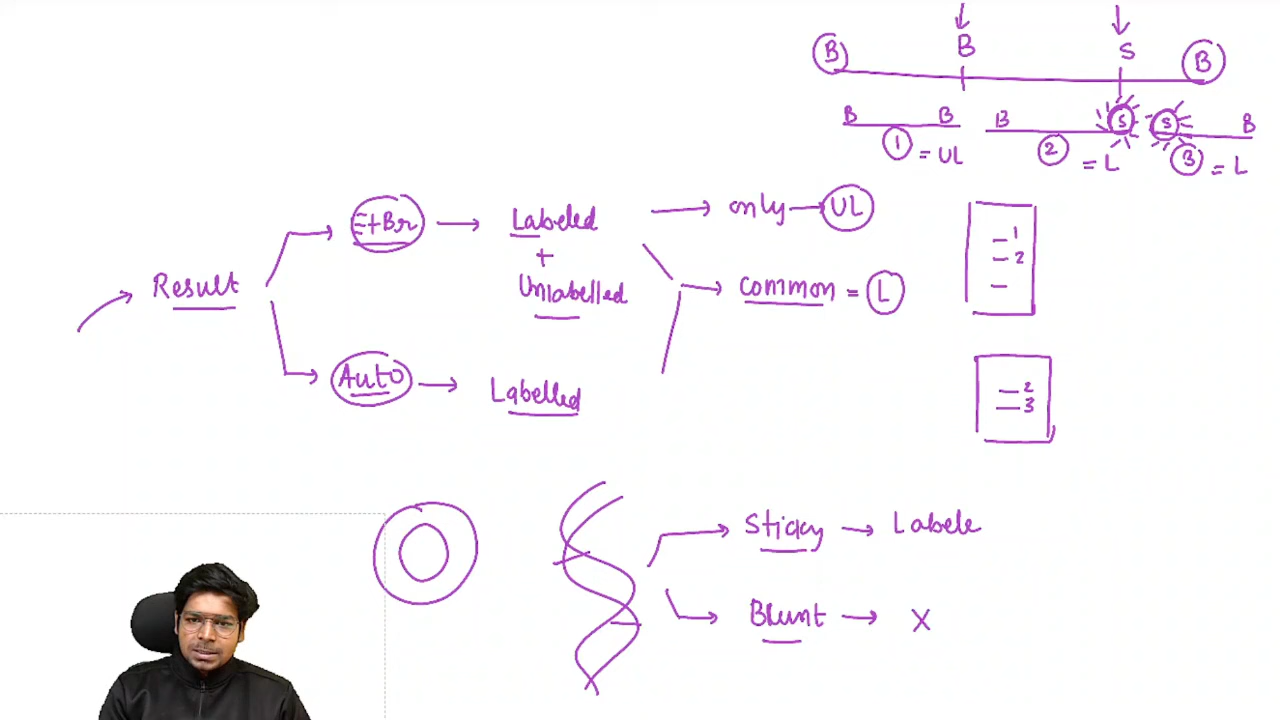 B B S B
B B B S S B
1 = UL 2 = L 3 = L
Result
EtBr
Labeled
+
Unlabelled
only UL
common = L
Auto
Labelled
1
2
2
3
Sticky Labele
Blunt X